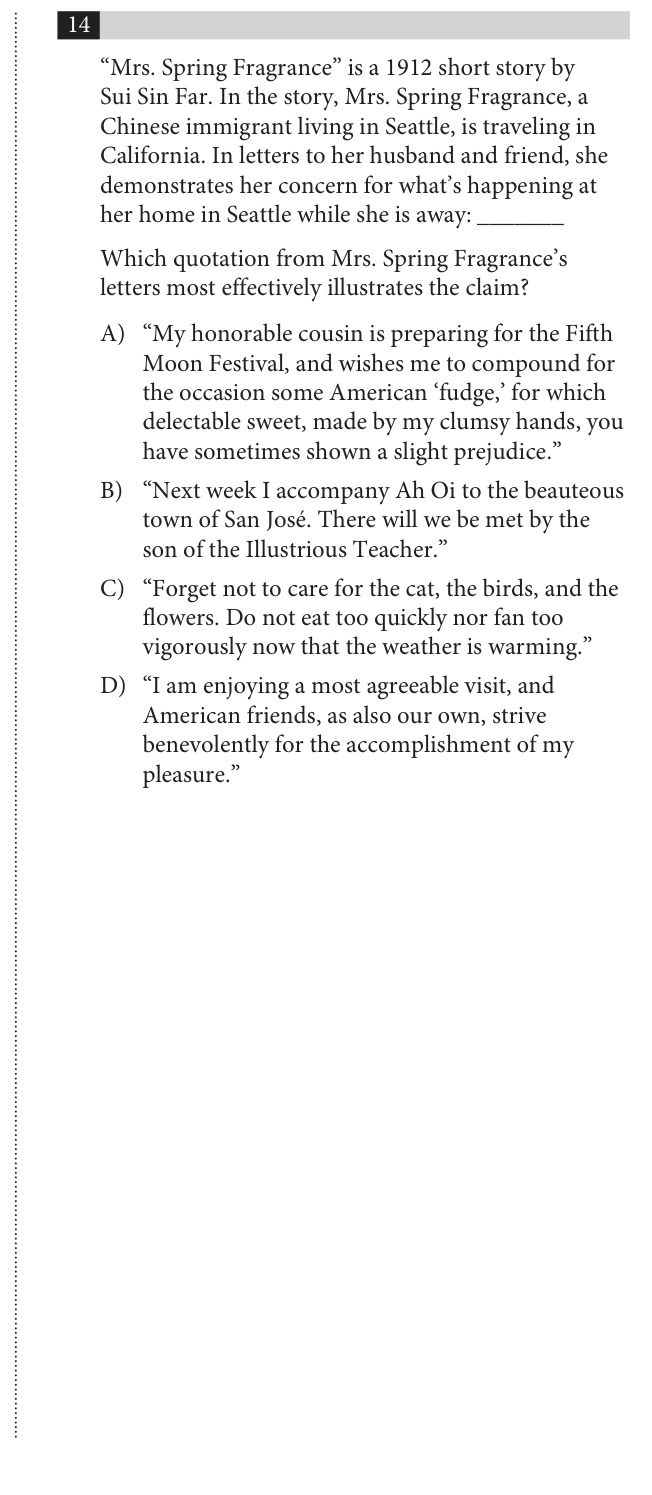 14
“Mrs. Spring Fragrance” is a 1912 short story by
Sui Sin Far. In the story, Mrs. Spring Fragrance, a
Chinese immigrant living in Seattle, is traveling in
California. In letters to her husband and friend, she
demonstrates her concern for what’s happening at
her home in Seattle while she is away: _______
Which quotation from Mrs. Spring Fragrance’s
letters most effectively illustrates the claim?
A) “My honorable cousin is preparing for the Fifth
Moon Festival, and wishes me to compound for
the occasion some American ‘fudge,’ for which
delectable sweet, made by my clumsy hands, you
have sometimes shown a slight prejudice.”
B) “Next week I accompany Ah Oi to the beauteous
town of San José. There will we be met by the
son of the Illustrious Teacher.”
C) “Forget not to care for the cat, the birds, and the
flowers. Do not eat too quickly nor fan too
vigorously now that the weather is warming.”
D) “I am enjoying a most agreeable visit, and
American friends, as also our own, strive
benevolently for the accomplishment of my
pleasure.”